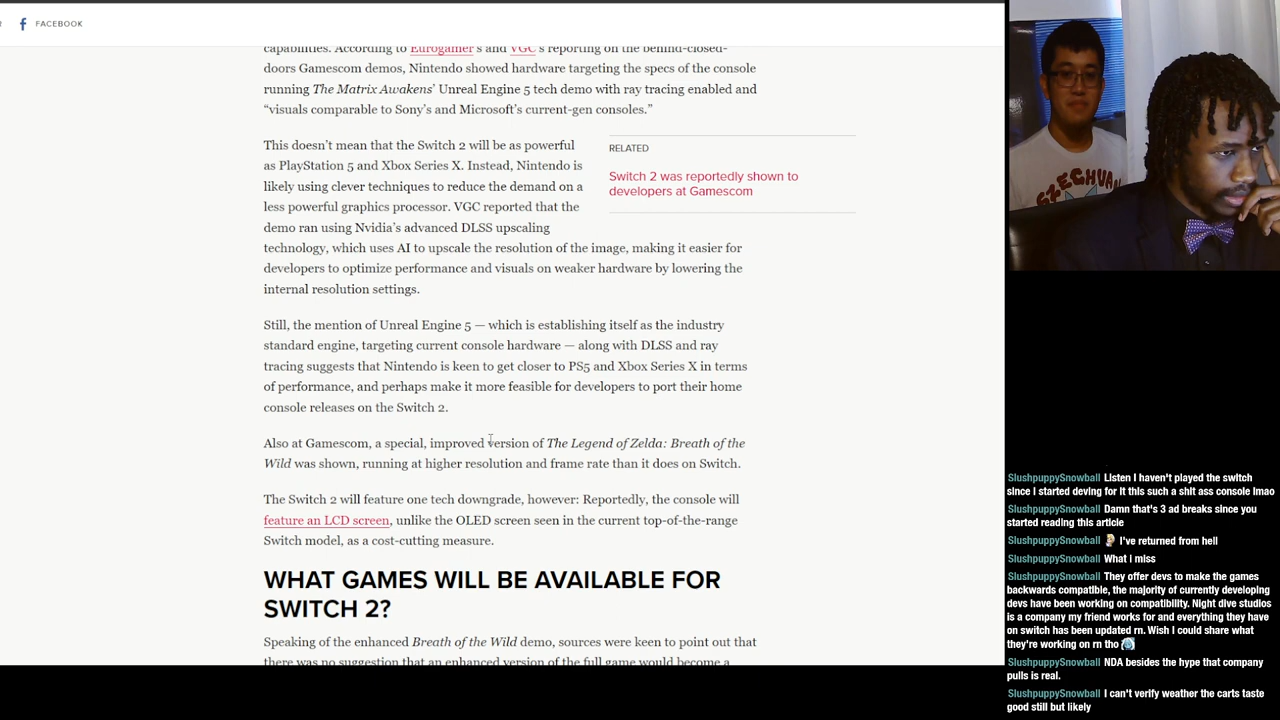 FACEBOOK
capabilities. According to Eurogamer's and VGC's reporting on the behind-closed-
doors Gamescom demos, Nintendo showed hardware targeting the specs of the console
running The Matrix Awakens' Unreal Engine 5 tech demo with ray tracing enabled and
“visuals comparable to Sony's and Microsoft's current-gen consoles.”
This doesn't mean that the Switch 2 will be as powerful
as PlayStation 5 and Xbox Series X. Instead, Nintendo is
likely using clever techniques to reduce the demand on a
less powerful graphics processor. VGC reported that the
demo ran using Nvidia's advanced DLSS upscaling
technology, which uses AI to upscale the resolution of the image, making it easier for
developers to optimize performance and visuals on weaker hardware by lowering the
internal resolution settings.
RELATED
Switch 2 was reportedly shown to
developers at Gamescom
Still, the mention of Unreal Engine 5 — which is establishing itself as the industry
standard engine, targeting current console hardware — along with DLSS and ray
tracing suggests that Nintendo is keen to get closer to PS5 and Xbox Series X in terms
of performance, and perhaps make it more feasible for developers to port their home
console releases on the Switch 2.
Also at Gamescom, a special, improved version of The Legend of Zelda: Breath of the
Wild was shown, running at higher resolution and frame rate than it does on Switch.
The Switch 2 will feature one tech downgrade, however: Reportedly, the console will
feature an LCD screen, unlike the OLED screen seen in the current top-of-the-range
Switch model, as a cost-cutting measure.
WHAT GAMES WILL BE AVAILABLE FOR
SWITCH 2?
Speaking of the enhanced Breath of the Wild demo, sources were keen to point out that
there was no suggestion that an enhanced version of the full game would become a
SlushpuppySnowball Listen I haven't played the switch
since I started deving for it this such a shit ass console lmao
SlushpuppySnowball Damn that's 3 ad breaks since you
started reading this article
SlushpuppySnowball I've returned from hell
SlushpuppySnowball What i miss
SlushpuppySnowball They offer devs to make the games
backwards compatible, the majority of currently developing
devs have been working on compatibility. Night dive studios
is a company my friend works for and everything they have
on switch has been updated rn. Wish I could share what
they're working on rn tho
SlushpuppySnowball NDA besides the hype that company
pulls is real.
SlushpuppySnowball I can't verify weather the carts taste
good still but likely